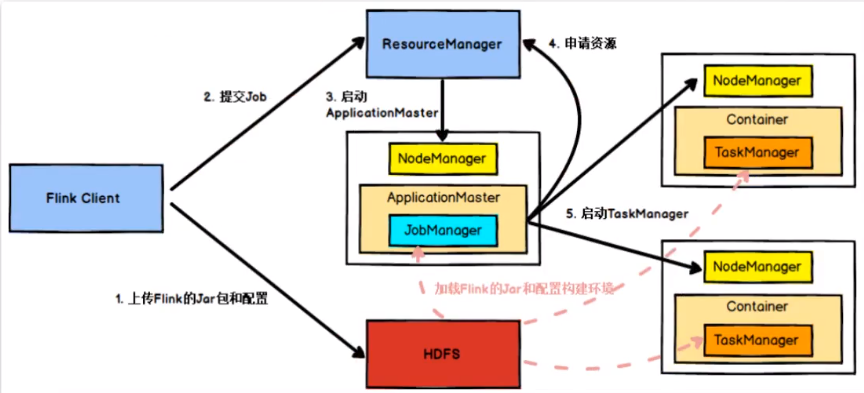 ResourceManager
4. 申请资源
2. 提交Job
3. 启动
ApplicationMaster
NodeManager
Container
TaskManager
NodeManager
ApplicationMaster
JobManager
Flink Client
5. 启动TaskManager
NodeManager
Container
TaskManager
加载Flink的Jar和配置构建环境
1. 上传Flink的Jar包和配置
HDFS